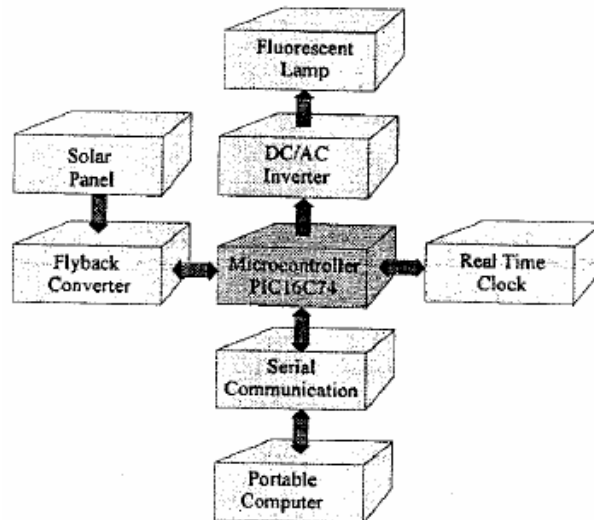 Fluorescent
Lamp
Solar
Panel
DC/AC
Inverter
Flyback
Converter
Microcontroller
PIC16C74
Real Time
Clock
Serial
Communication
Portable
Computer